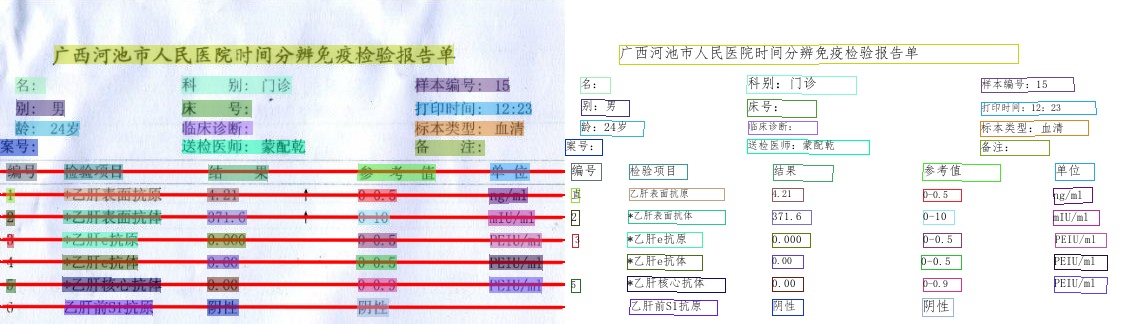 广西河池市人民医院时间分辨免疫检验报告单
名:    科 别: 门诊    样本编号: 15
别: 男    床 号:    打印时间: 12:23
龄: 24岁    临床诊断:    标本类型: 血清
案号:    送检医师: 蒙配乾    备 注:
编号 检验项目 结 果 参 考 值 单 位
1 *乙肝表面抗原 4.21 ↑ 0-0.5 ng/ml
2 *乙肝表面抗体 371.6 ↑ 0-10 mIU/ml
3 *乙肝e抗原 0.000 0-0.5 PEIU/ml
4 *乙肝e抗体 0.00 0-0.5 PEIU/ml
5 *乙肝核心抗体 0.00 0-0.9 PEIU/ml
6 乙肝前S1抗原 阴性 阴性
广西河池市人民医院时间分辨免疫检验报告单
名:    科别: 门诊    样本编号: 15
别: 男    床号:    打印时间: 12: 23
龄: 24岁    临床诊断:    标本类型: 血清
案号:    送检医师: 蒙配乾    备注:
编号 检验项目 结果 参考值 单位
乙肝表面抗原 4.21 0-0.5 ng/ml
2 *乙肝表面抗体 371.6 0-10 mIU/ml
3 *乙肝e抗原 0.000 0-0.5 PEIU/ml
*乙肝e抗体 0.00 0-0.5 PEIU/ml
5 *乙肝核心抗体 0.00 0-0.9 PEIU/ml
乙肝前S1抗原 阴性 阴性